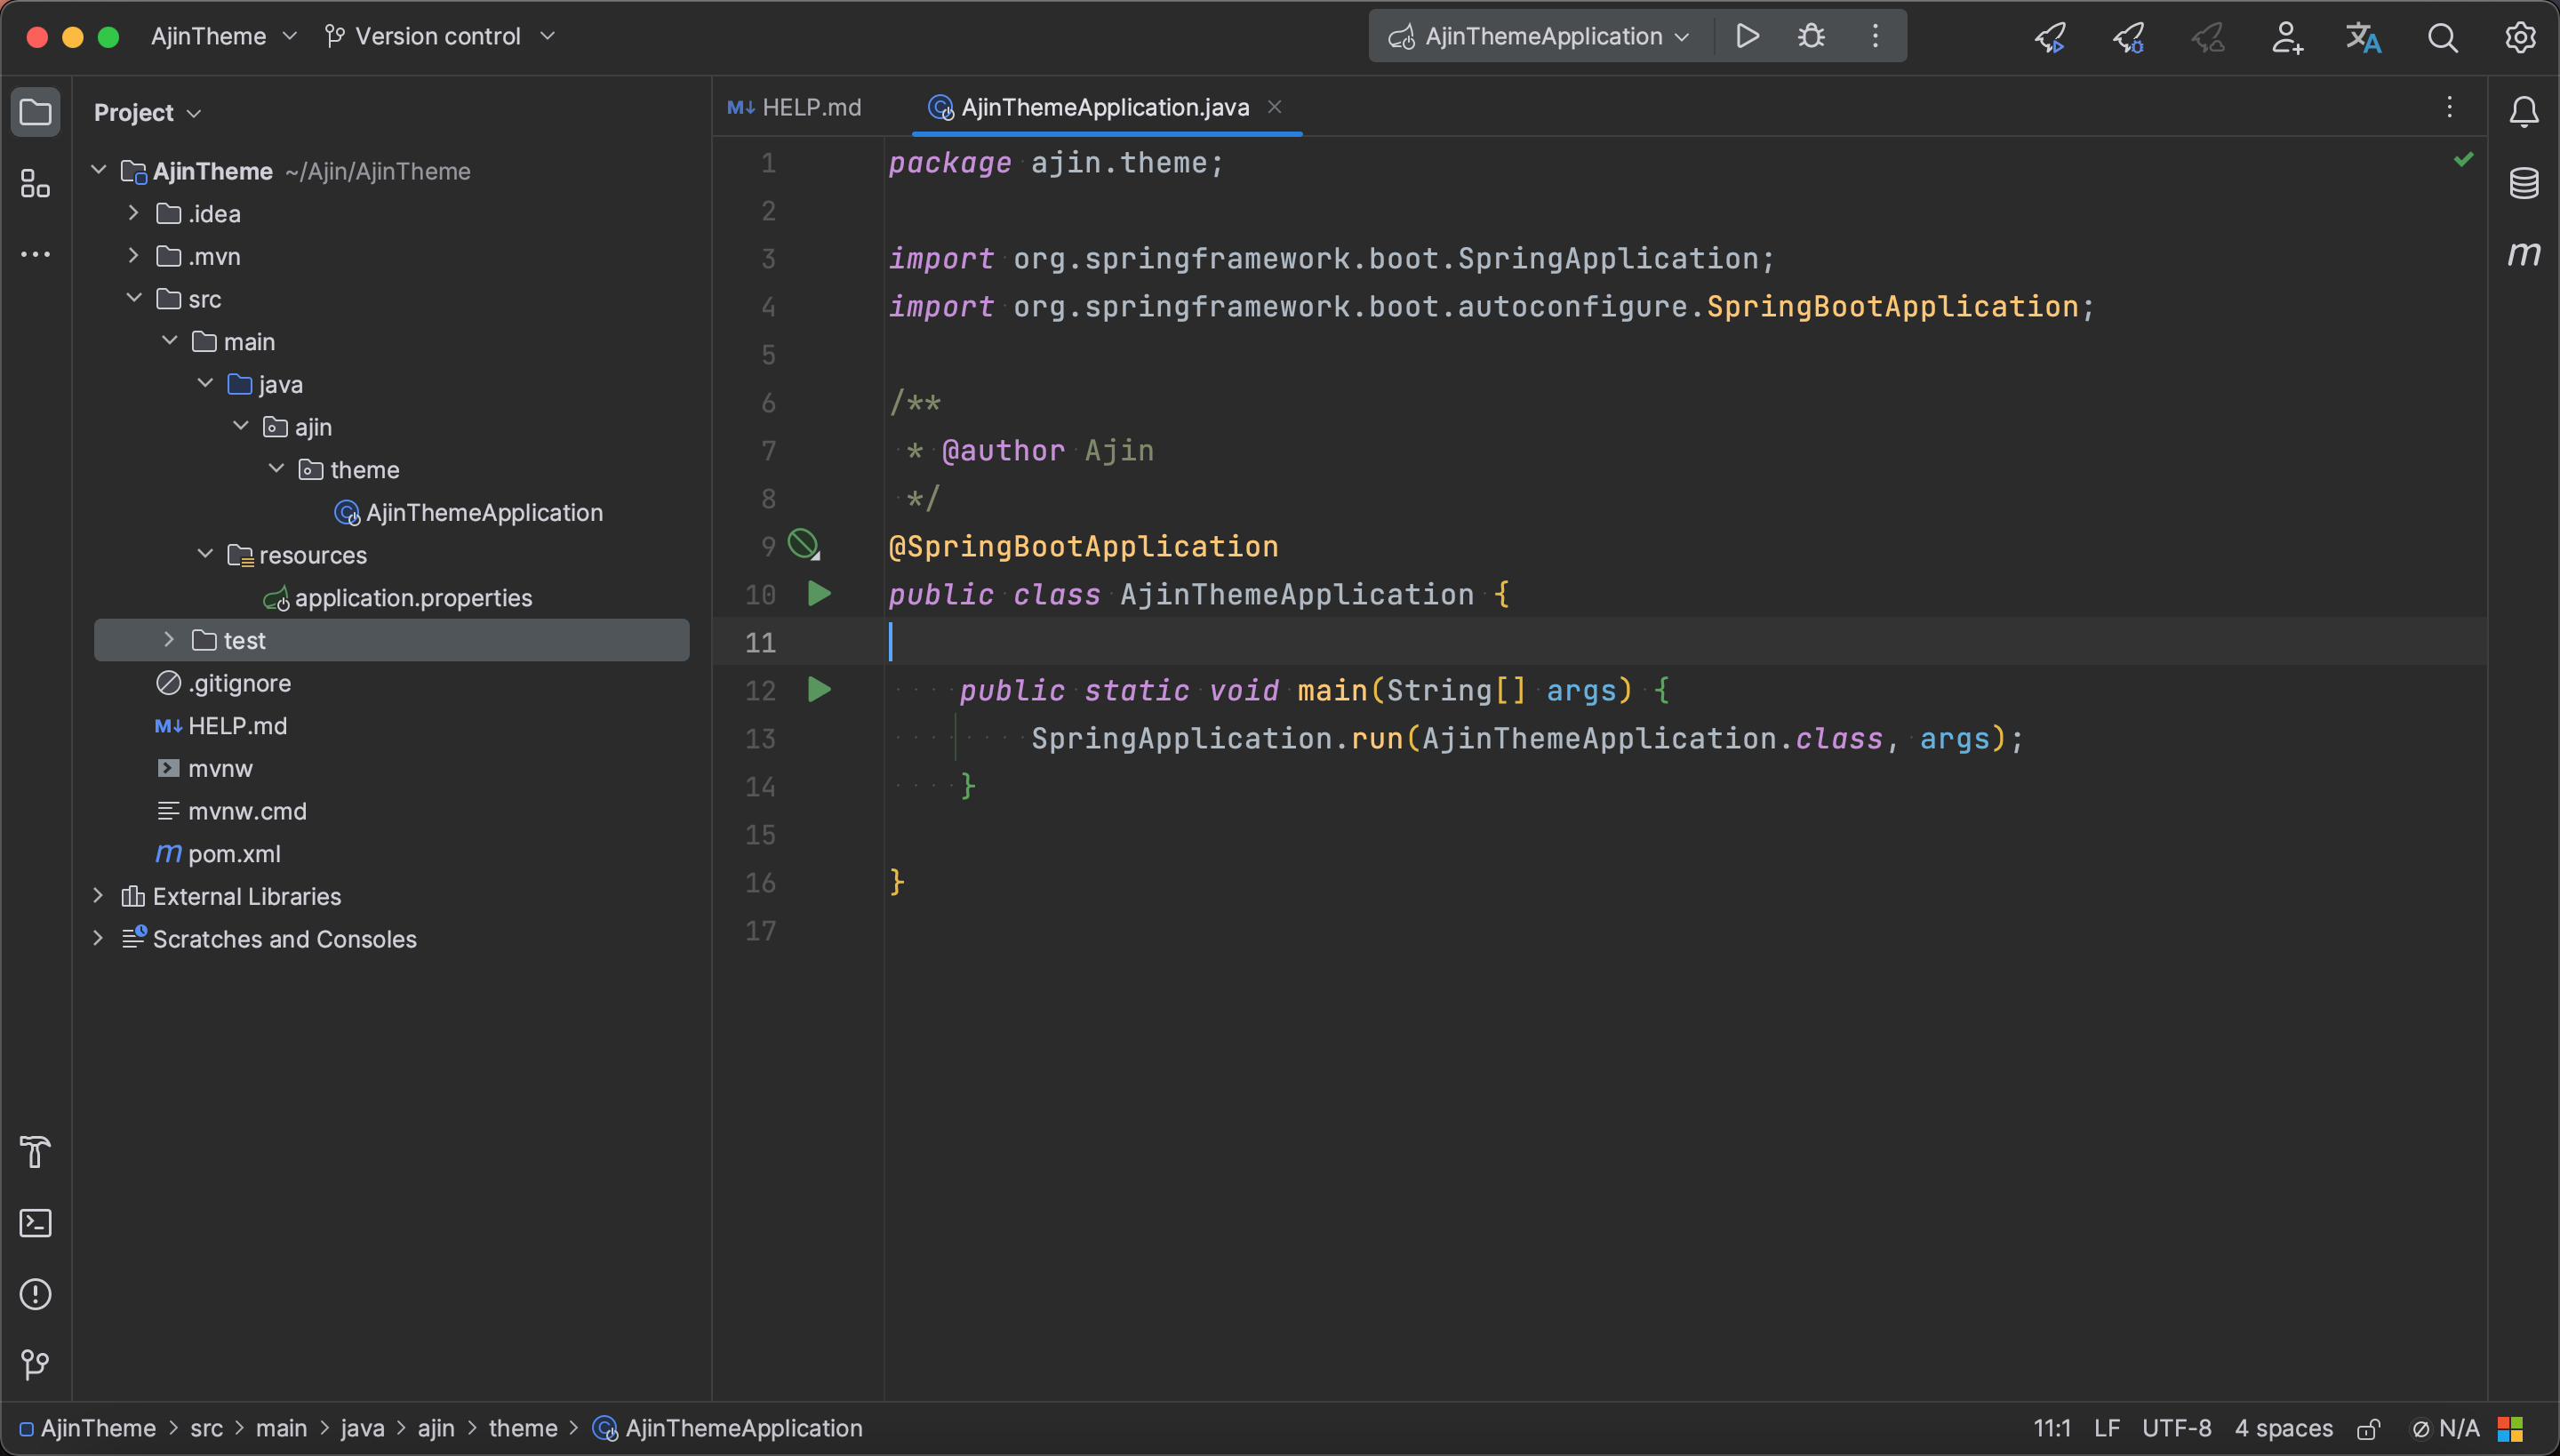 AjinTheme
Version control
AjinThemeApplication
Project
AjinTheme ~/Ajin/AjinTheme
.idea
.mvn
src
main
java
ajin
theme
AjinThemeApplication
resources
application.properties
test
.gitignore
M↓ HELP.md
mvnw
mvnw.cmd
m pom.xml
External Libraries
Scratches and Consoles
M↓ HELP.md
AjinThemeApplication.java
1 package ajin.theme;
2
3 import org.springframework.boot.SpringApplication;
4 import org.springframework.boot.autoconfigure.SpringBootApplication;
5
6 /**
7 * @author Ajin
8 */
9 @SpringBootApplication
10 public class AjinThemeApplication {
11
12 public static void main(String[] args) {
13 SpringApplication.run(AjinThemeApplication.class, args);
14 }
15
16 }
17
m
AjinTheme > src > main > java > ajin > theme > AjinThemeApplication
11:1 LF UTF-8 4 spaces N/A